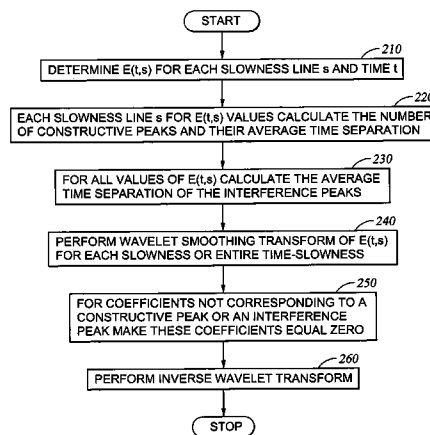 START
210
DETERMINE E(t,s) FOR EACH SLOWNESS LINE s AND TIME t
220
EACH SLOWNESS LINE s FOR E(t,s) VALUES CALCULATE THE NUMBER
OF CONSTRUCTIVE PEAKS AND THEIR AVERAGE TIME SEPARATION
230
FOR ALL VALUES OF E(t,s) CALCULATE THE AVERAGE
TIME SEPARATION OF THE INTERFERENCE PEAKS
240
PERFORM WAVELET SMOOTHING TRANSFORM OF E(t,s)
FOR EACH SLOWNESS OR ENTIRE TIME-SLOWNESS
250
FOR COEFFICIENTS NOT CORRESPONDING TO A
CONSTRUCTIVE PEAK OR AN INTERFERENCE
PEAK MAKE THESE COEFFICIENTS EQUAL ZERO
260
PERFORM INVERSE WAVELET TRANSFORM
STOP